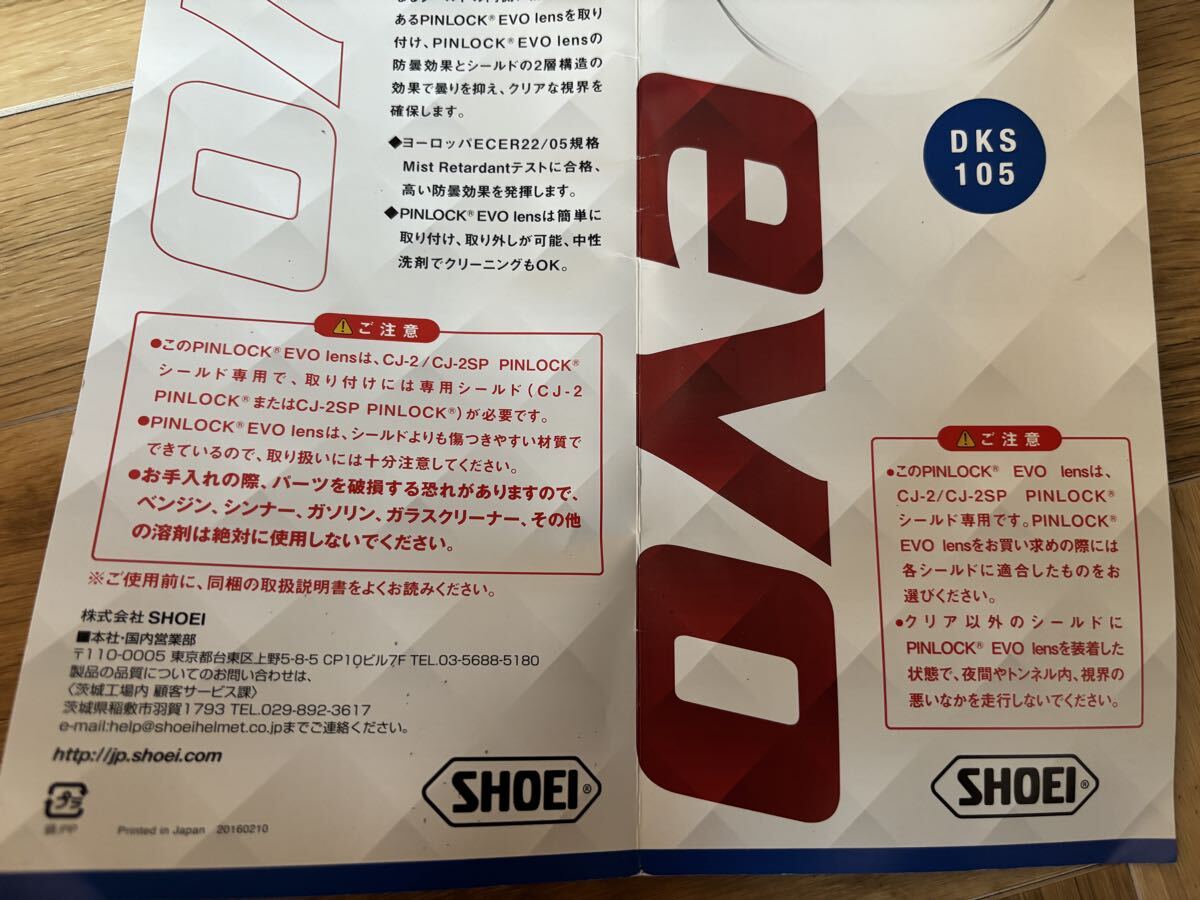 あるPINLOCK® EVO lensを取り
付け、PINLOCK® EVO lensの
防曇効果とシールドの2層構造の
効果で曇りを抑え、クリアな視界を
確保します。
◆ヨーロッパECER22/05規格
Mist Retardantテストに合格、
高い防曇効果を発揮します。
◆PINLOCK® EVO lensは簡単に
取り付け、取り外しが可能、中性
洗剤でクリーニングもOK。
ご注意
●このPINLOCK® EVO lensは、CJ-2/CJ-2SP PINLOCK®
シールド専用で、取り付けには専用シールド(CJ-2
PINLOCK®またはCJ-2SP PINLOCK®)が必要です。
●PINLOCK® EVO lensは、シールドよりも傷つきやすい材質で
できているので、取り扱いには十分注意してください。
●お手入れの際、パーツを破損する恐れがありますので、
ベンジン、シンナー、ガソリン、ガラスクリーナー、その他
の溶剤は絶対に使用しないでください。
※ご使用前に、同梱の取扱説明書をよくお読みください。
株式会社 SHOEI
■本社・国内営業部
〒110-0005 東京都台東区上野5-8-5 CP10ビル7F TEL.03-5688-5180
製品の品質についてのお問い合わせは、
〈茨城工場内 顧客サービス課〉
茨城県稲敷市羽賀1793 TEL.029-892-3617
e-mail:help@shoeihelmet.co.jpまでご連絡ください。
http://jp.shoei.com
プラ
Printed in Japan 20160210
SHOEI®
evo
DKS
105
ご注意
●このPINLOCK® EVO lensは、
CJ-2/CJ-2SP PINLOCK®
シールド専用です。PINLOCK®
EVO lensをお買い求めの際には
各シールドに適合したものをお
選びください。
●クリア以外のシールドに
PINLOCK® EVO lensを装着した
状態で、夜間やトンネル内、視界の
悪いなかを走行しないでください。
SHOEI®